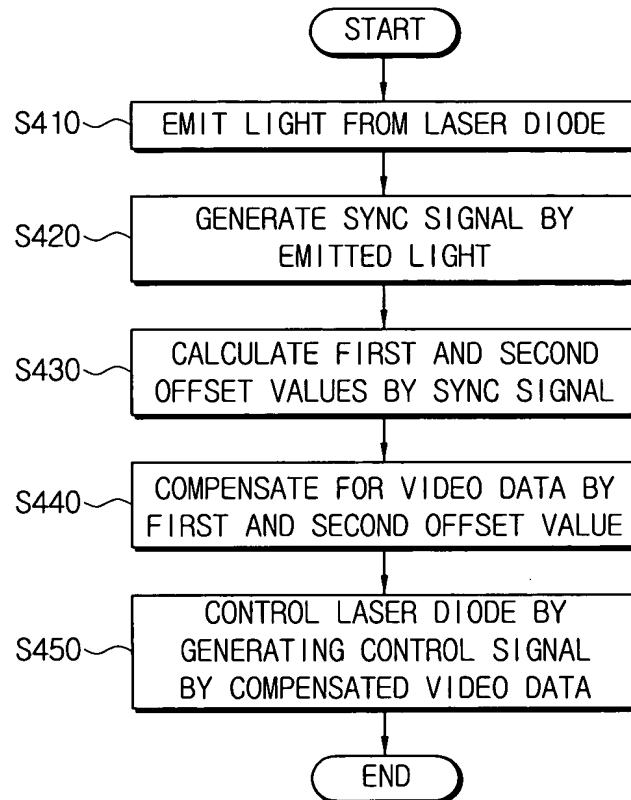 START
S410
EMIT LIGHT FROM LASER DIODE
S420
GENERATE SYNC SIGNAL BY
EMITTED LIGHT
S430
CALCULATE FIRST AND SECOND
OFFSET VALUES BY SYNC SIGNAL
S440
COMPENSATE FOR VIDEO DATA BY
FIRST AND SECOND OFFSET VALUE
S450
CONTROL LASER DIODE BY
GENERATING CONTROL SIGNAL
BY COMPENSATED VIDEO DATA
END